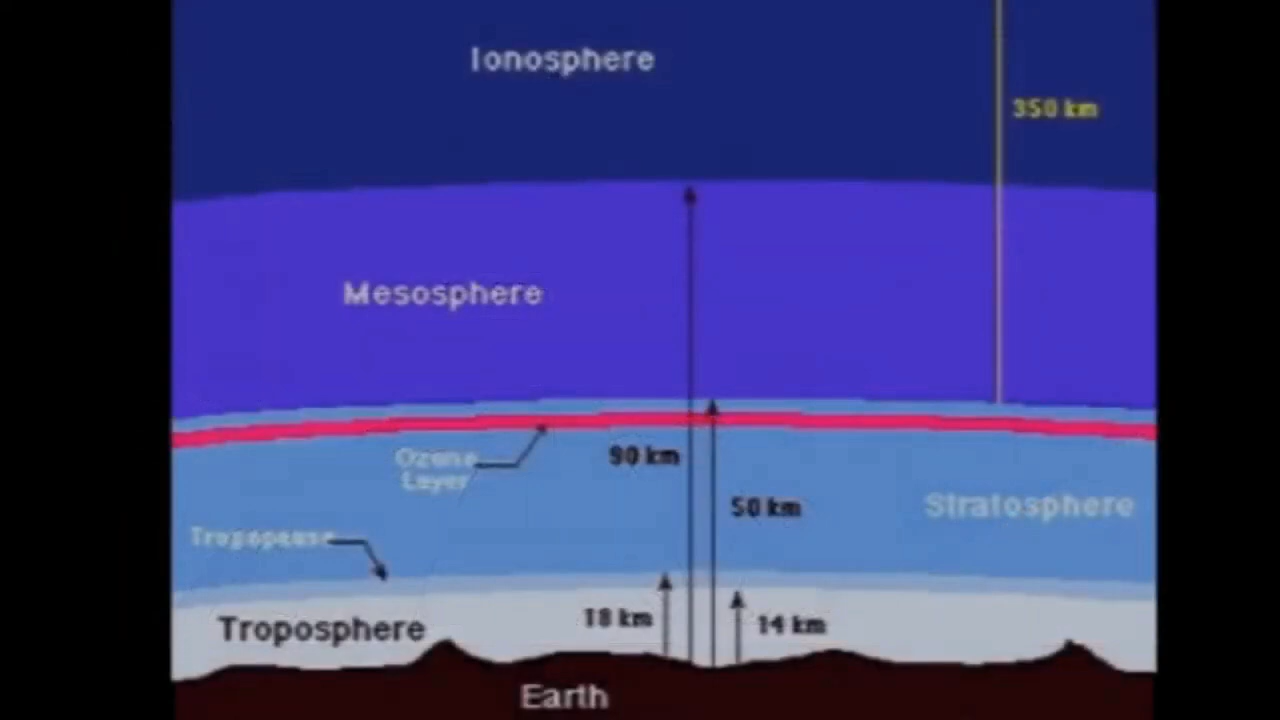 Ionosphere
350 km
Mesosphere
Ozone
Layer
90 km
50 km
Stratosphere
Tropopause
Troposphere
18 km
14 km
Earth